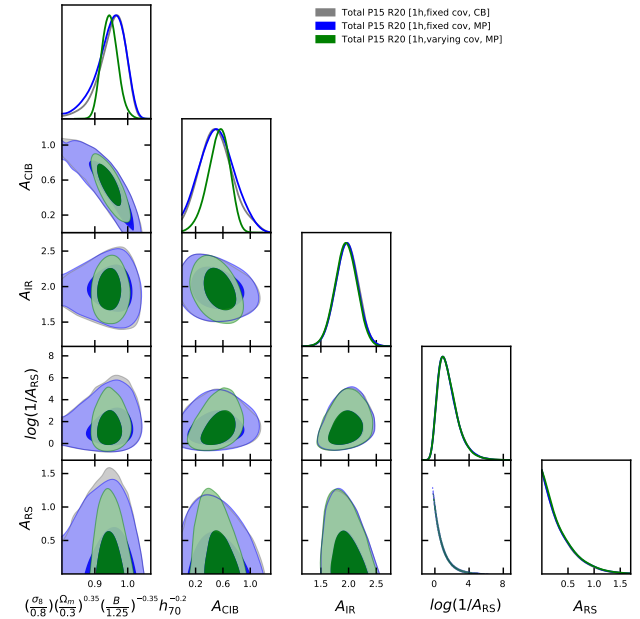 Total P15 R20 [1h,fixed cov, CB]
Total P15 R20 [1h,fixed cov, MP]
Total P15 R20 [1h,varying cov, MP]
A_CIB
1.0
0.6
0.2
A_IR
2.5
2.0
1.5
log(1/A_RS)
8
6
4
2
0
A_RS
1.5
1.0
0.5
0.9 1.0 0.2 0.6 1.0 1.5 2.0 2.5 0 4 8 0.5 1.0 1.5
(σ_8/0.8)(Ω_m/0.3)^0.35(B/1.25)^−0.35 h_70^−0.2 A_CIB A_IR log(1/A_RS) A_RS